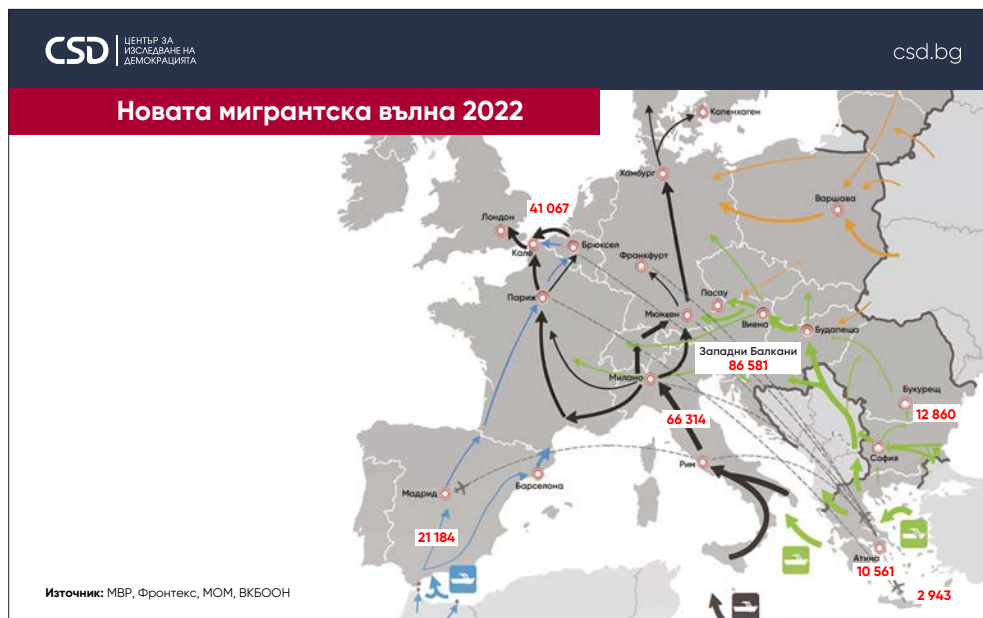 CSD
ЦЕНТЪР ЗА
ИЗСЛЕДВАНЕ НА
ДЕМОКРАЦИЯТА
csd.bg
Новата мигрантска вълна 2022
Копенхаген
Хамбург
Варшава
41 067
Лондон
Кале
Брюксел
Франкфурт
Париж
Пасау
Мюнхен
Виена
Будапеща
Западни Балкани
86 581
Милано
Букурещ
12 860
66 314
София
Рим
Барселона
Мадрид
21 184
Атина
10 561
2 943
Източник: МВР, Фронтекс, МОМ, ВКБООН